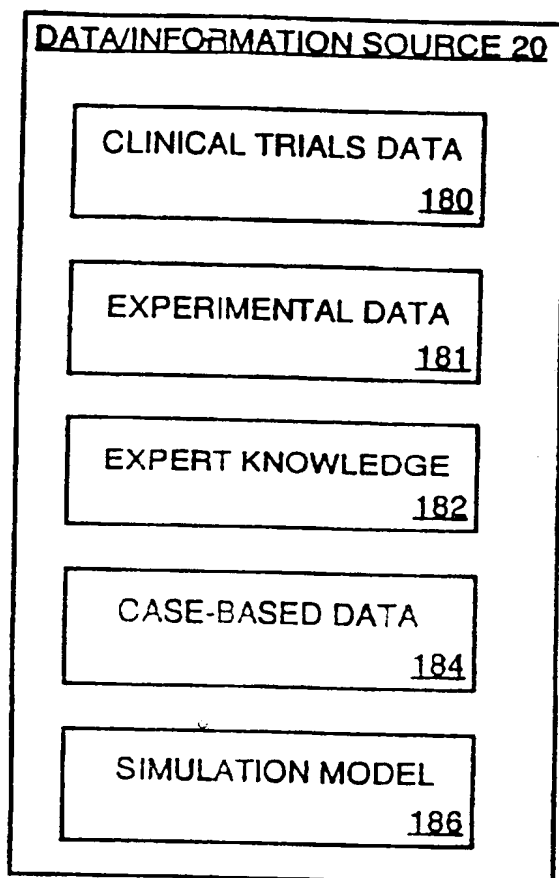 DATA/INFORMATION SOURCE 20
CLINICAL TRIALS DATA
180
EXPERIMENTAL DATA
181
EXPERT KNOWLEDGE
182
CASE-BASED DATA
184
SIMULATION MODEL
186